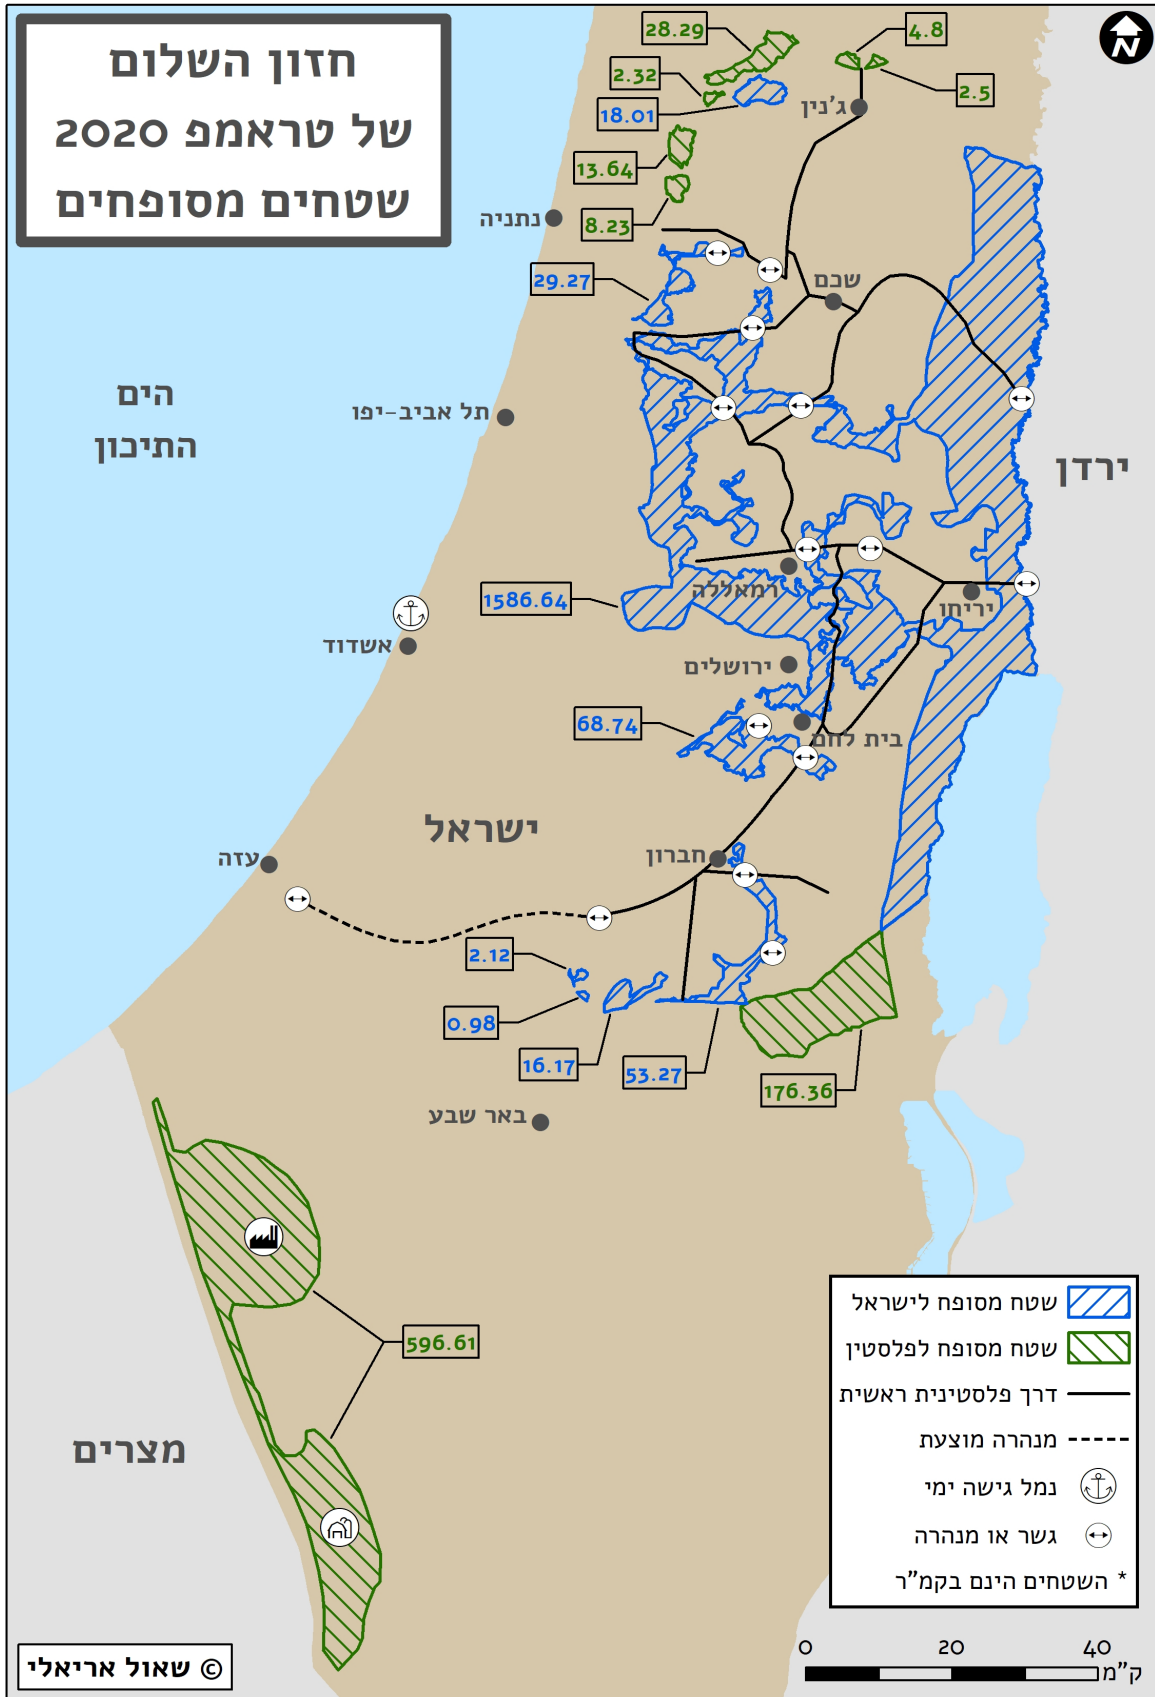 חזון השלום
של טראמפ 2020
שטחים מסופחים
N
28.29
4.8
2.32
2.5
18.01
ג'נין
13.64
8.23
נתניה
29.27
שכם
הים
התיכון
תל אביב-יפו
ירדן
1586.64
רמאללה
יריחו
אשדוד
ירושלים
68.74
בית לחם
ישראל
חברון
עזה
2.12
0.98
16.17
53.27
176.36
באר שבע
596.61
מצרים
שטח מסופח לישראל
שטח מסופח לפלסטין
דרך פלסטינית ראשית
מנהרה מוצעת
נמל גישה ימי
גשר או מנהרה
* השטחים הינם בקמ"ר
0 20 40
ק"מ
© שאול אריאלי